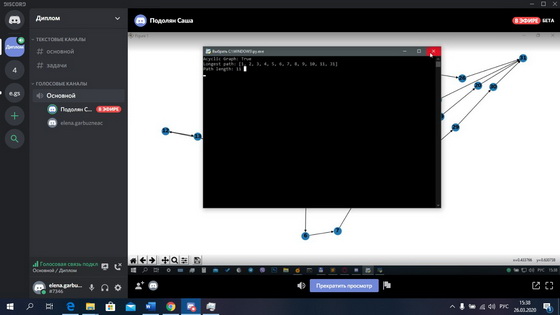 DISCORD
Диплом
Подолян Саша
В ЭФИРЕ
БЕТА
ТЕКСТОВЫЕ КАНАЛЫ
основной
задачи
ГОЛОСОВЫЕ КАНАЛЫ
Основной
Подолян С...
В ЭФИРЕ
elena.garbuzneac
Диплом
4
e.gs
Выбрать C:\WINDOWS\py.exe
Acyclic Graph: True
Longest path: [1, 2, 3, 4, 5, 6, 7, 8, 9, 10, 11, 31]
Path length: 11
6
7
Голосовая связь подкл
Основной / Диплом
elena.garbu...
#7346
Прекратить просмотр
РУС
15:38
26.03.2020